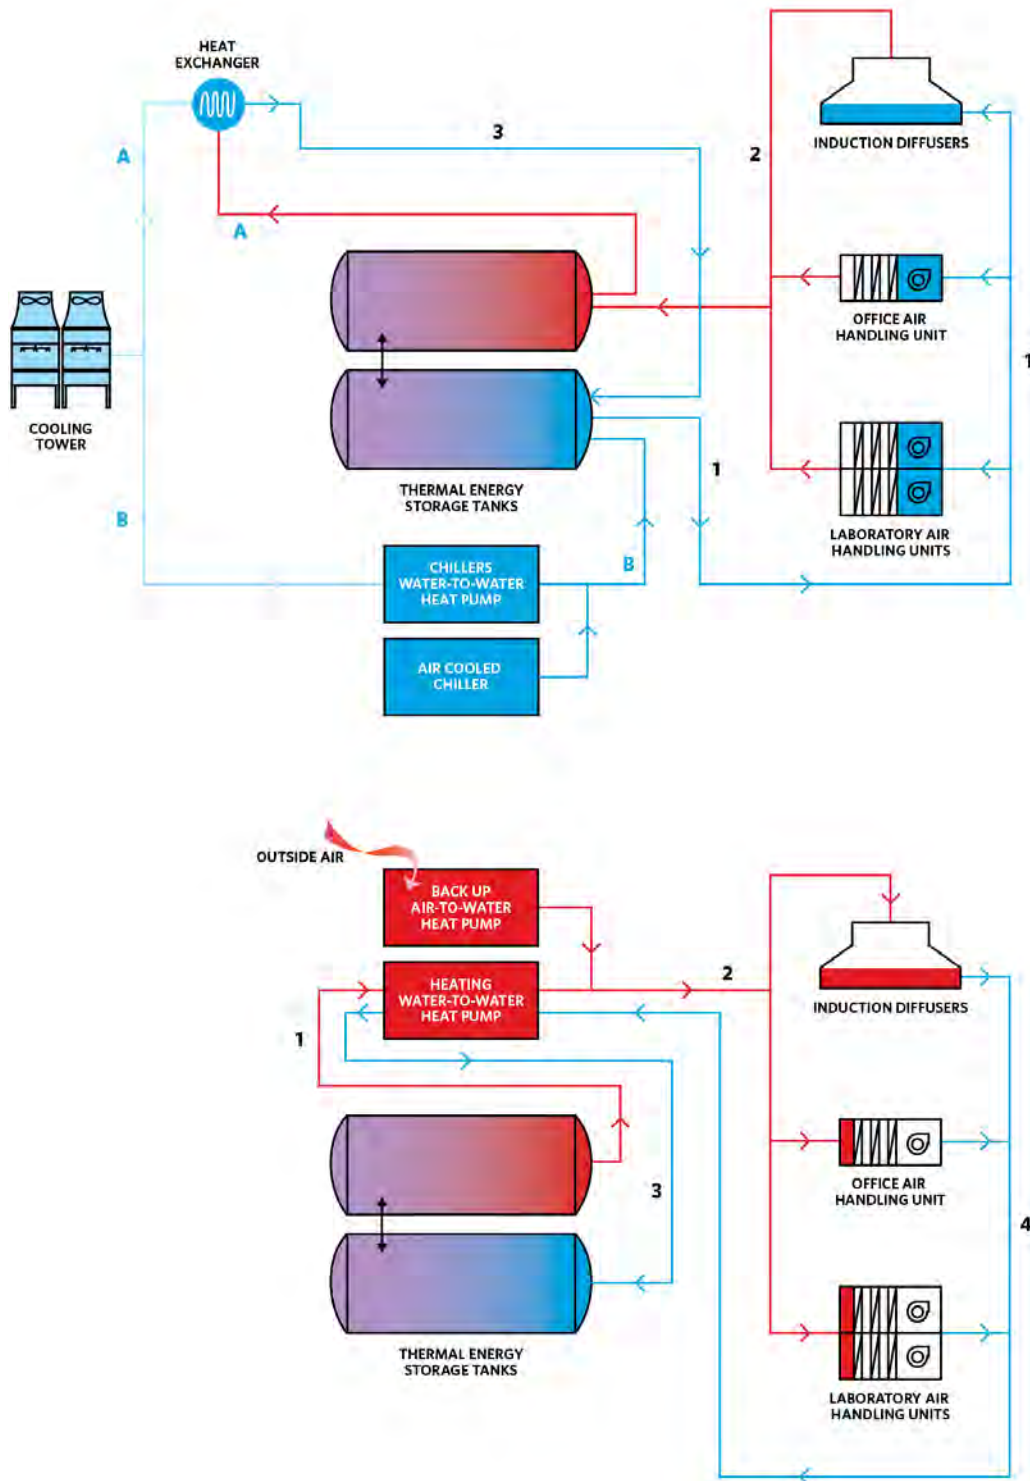 HEAT
EXCHANGER
A
3
2
INDUCTION DIFFUSERS
A
OFFICE AIR
HANDLING UNIT
1
COOLING
TOWER
THERMAL ENERGY
STORAGE TANKS
1
LABORATORY AIR
HANDLING UNITS
B
CHILLERS
WATER-TO-WATER
HEAT PUMP
B
AIR COOLED
CHILLER
OUTSIDE AIR
BACK UP
AIR-TO-WATER
HEAT PUMP
HEATING
WATER-TO-WATER
HEAT PUMP
2
INDUCTION DIFFUSERS
1
3
OFFICE AIR
HANDLING UNIT
4
THERMAL ENERGY
STORAGE TANKS
LABORATORY AIR
HANDLING UNITS